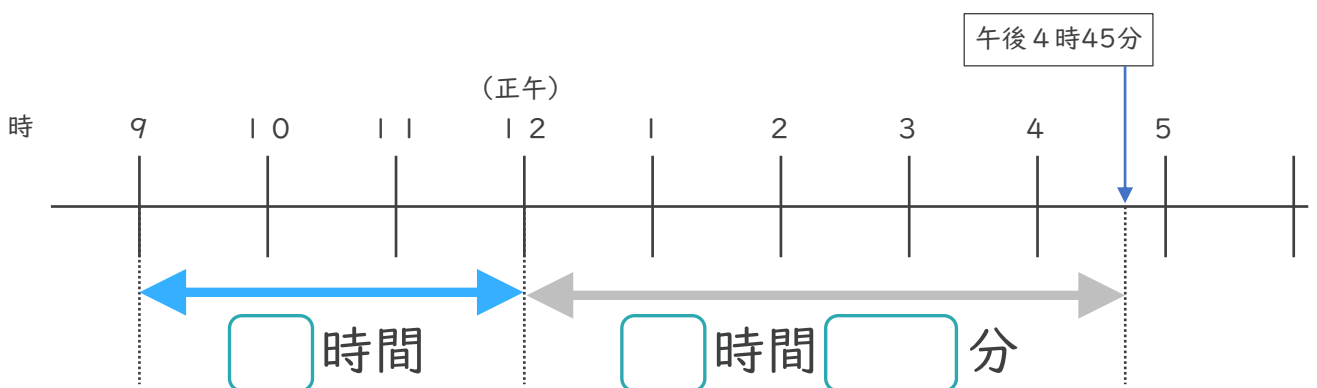 午後４時45分
（正午）
時 ９ １０ １１ １２ １ ２ ３ ４ ５
時間 時間 分